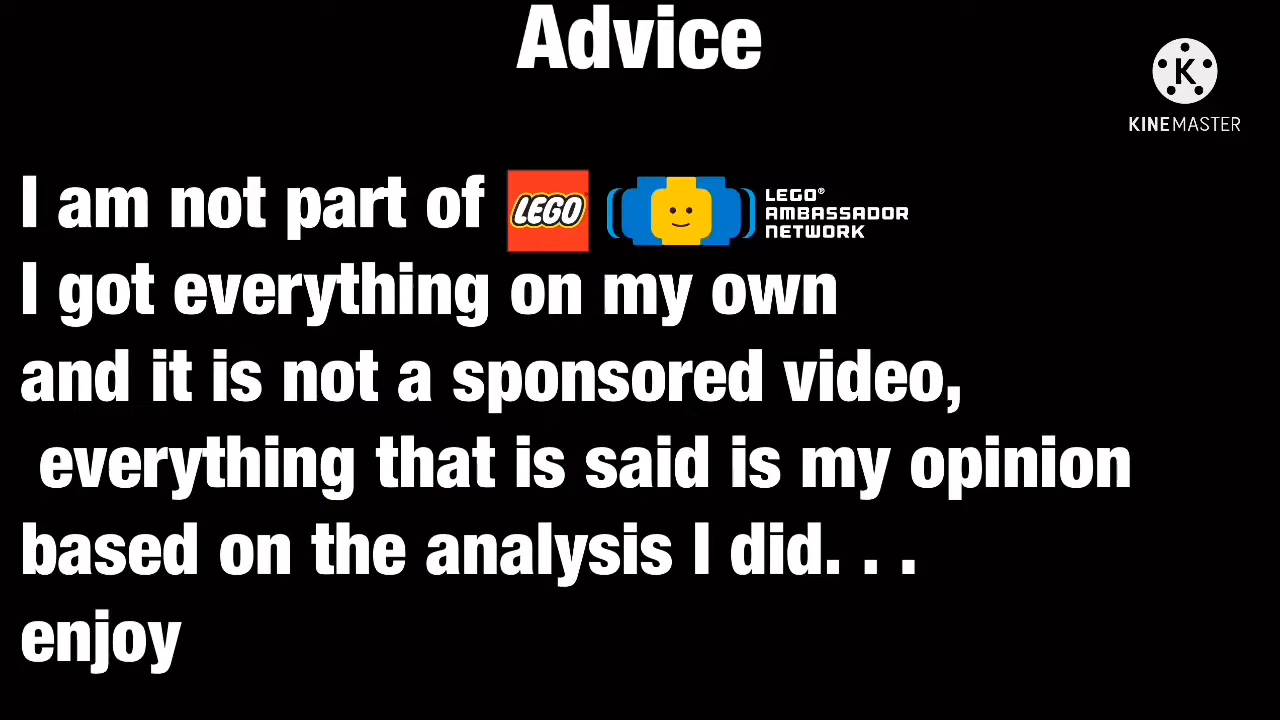 Advice
K
KINEMASTER
I am not part of LEGO LEGO® AMBASSADOR NETWORK
I got everything on my own
and it is not a sponsored video,
everything that is said is my opinion
based on the analysis I did. . .
enjoy